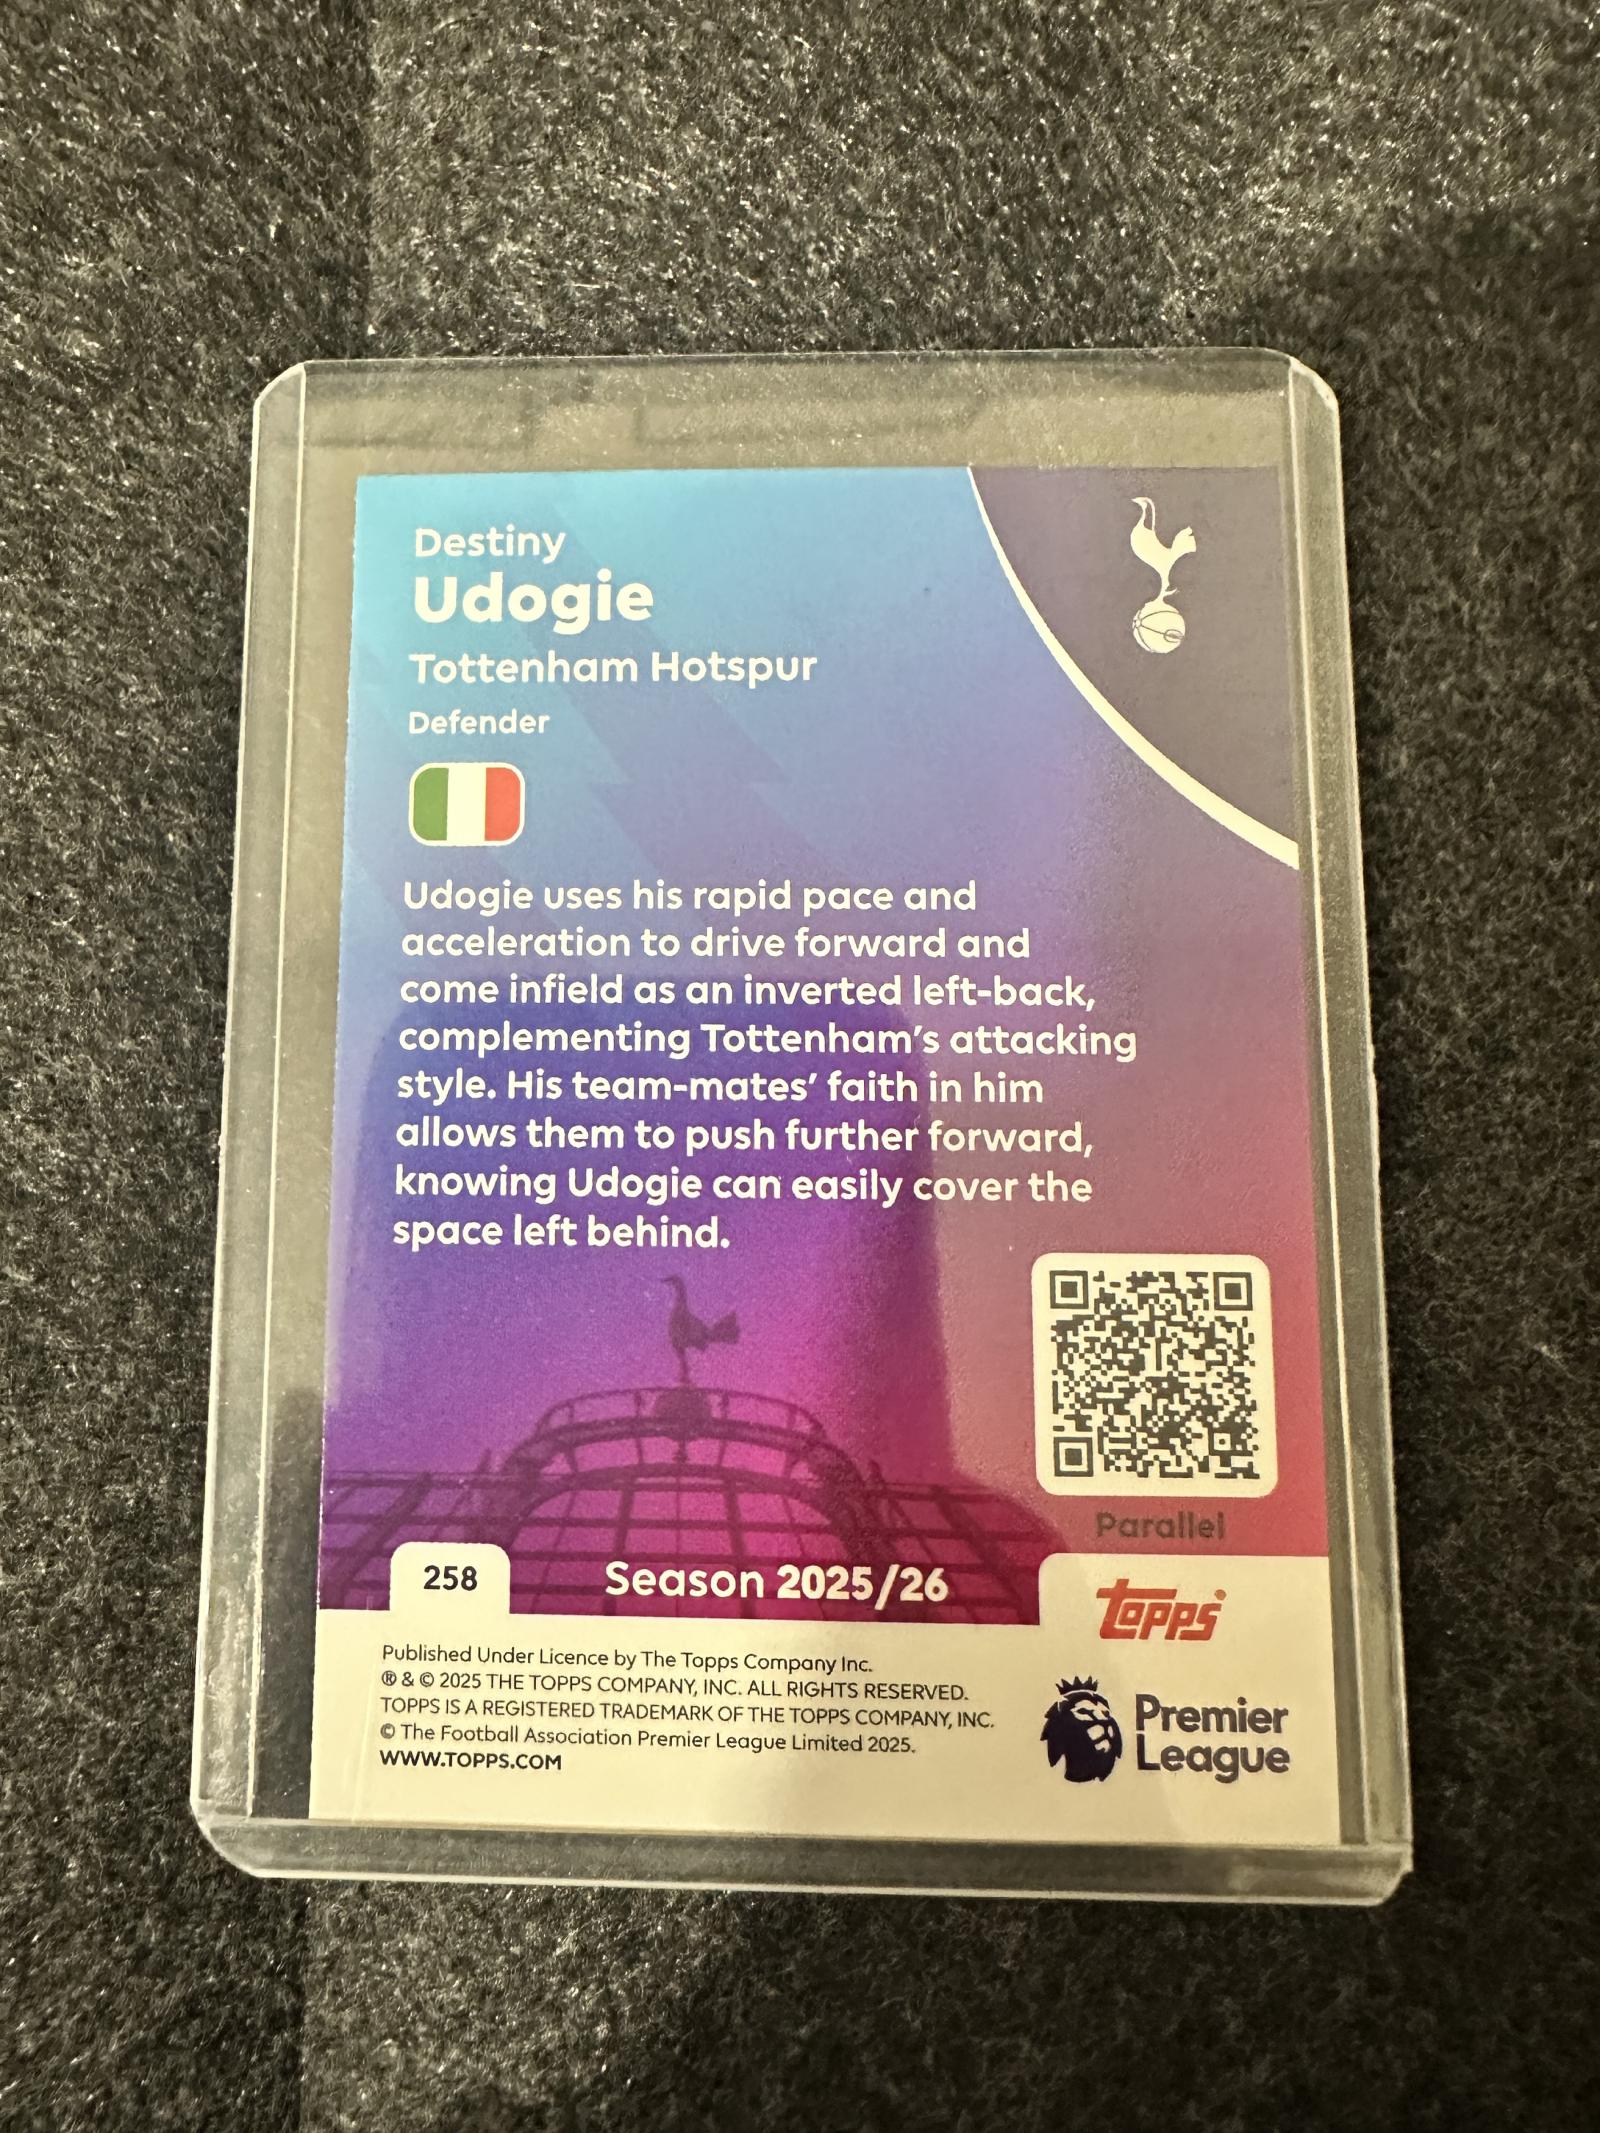 Destiny
Udogie
Tottenham Hotspur
Defender
Udogie uses his rapid pace and
acceleration to drive forward and
come infield as an inverted left-back,
complementing Tottenham's attacking
style. His team-mates' faith in him
allows them to push further forward,
knowing Udogie can easily cover the
space left behind.
Parallel
258
Season 2025/26
Topps
Published Under Licence by The Topps Company Inc.
® & © 2025 THE TOPPS COMPANY, INC. ALL RIGHTS RESERVED.
TOPPS IS A REGISTERED TRADEMARK OF THE TOPPS COMPANY, INC.
© The Football Association Premier League Limited 2025.
WWW.TOPPS.COM
Premier
League